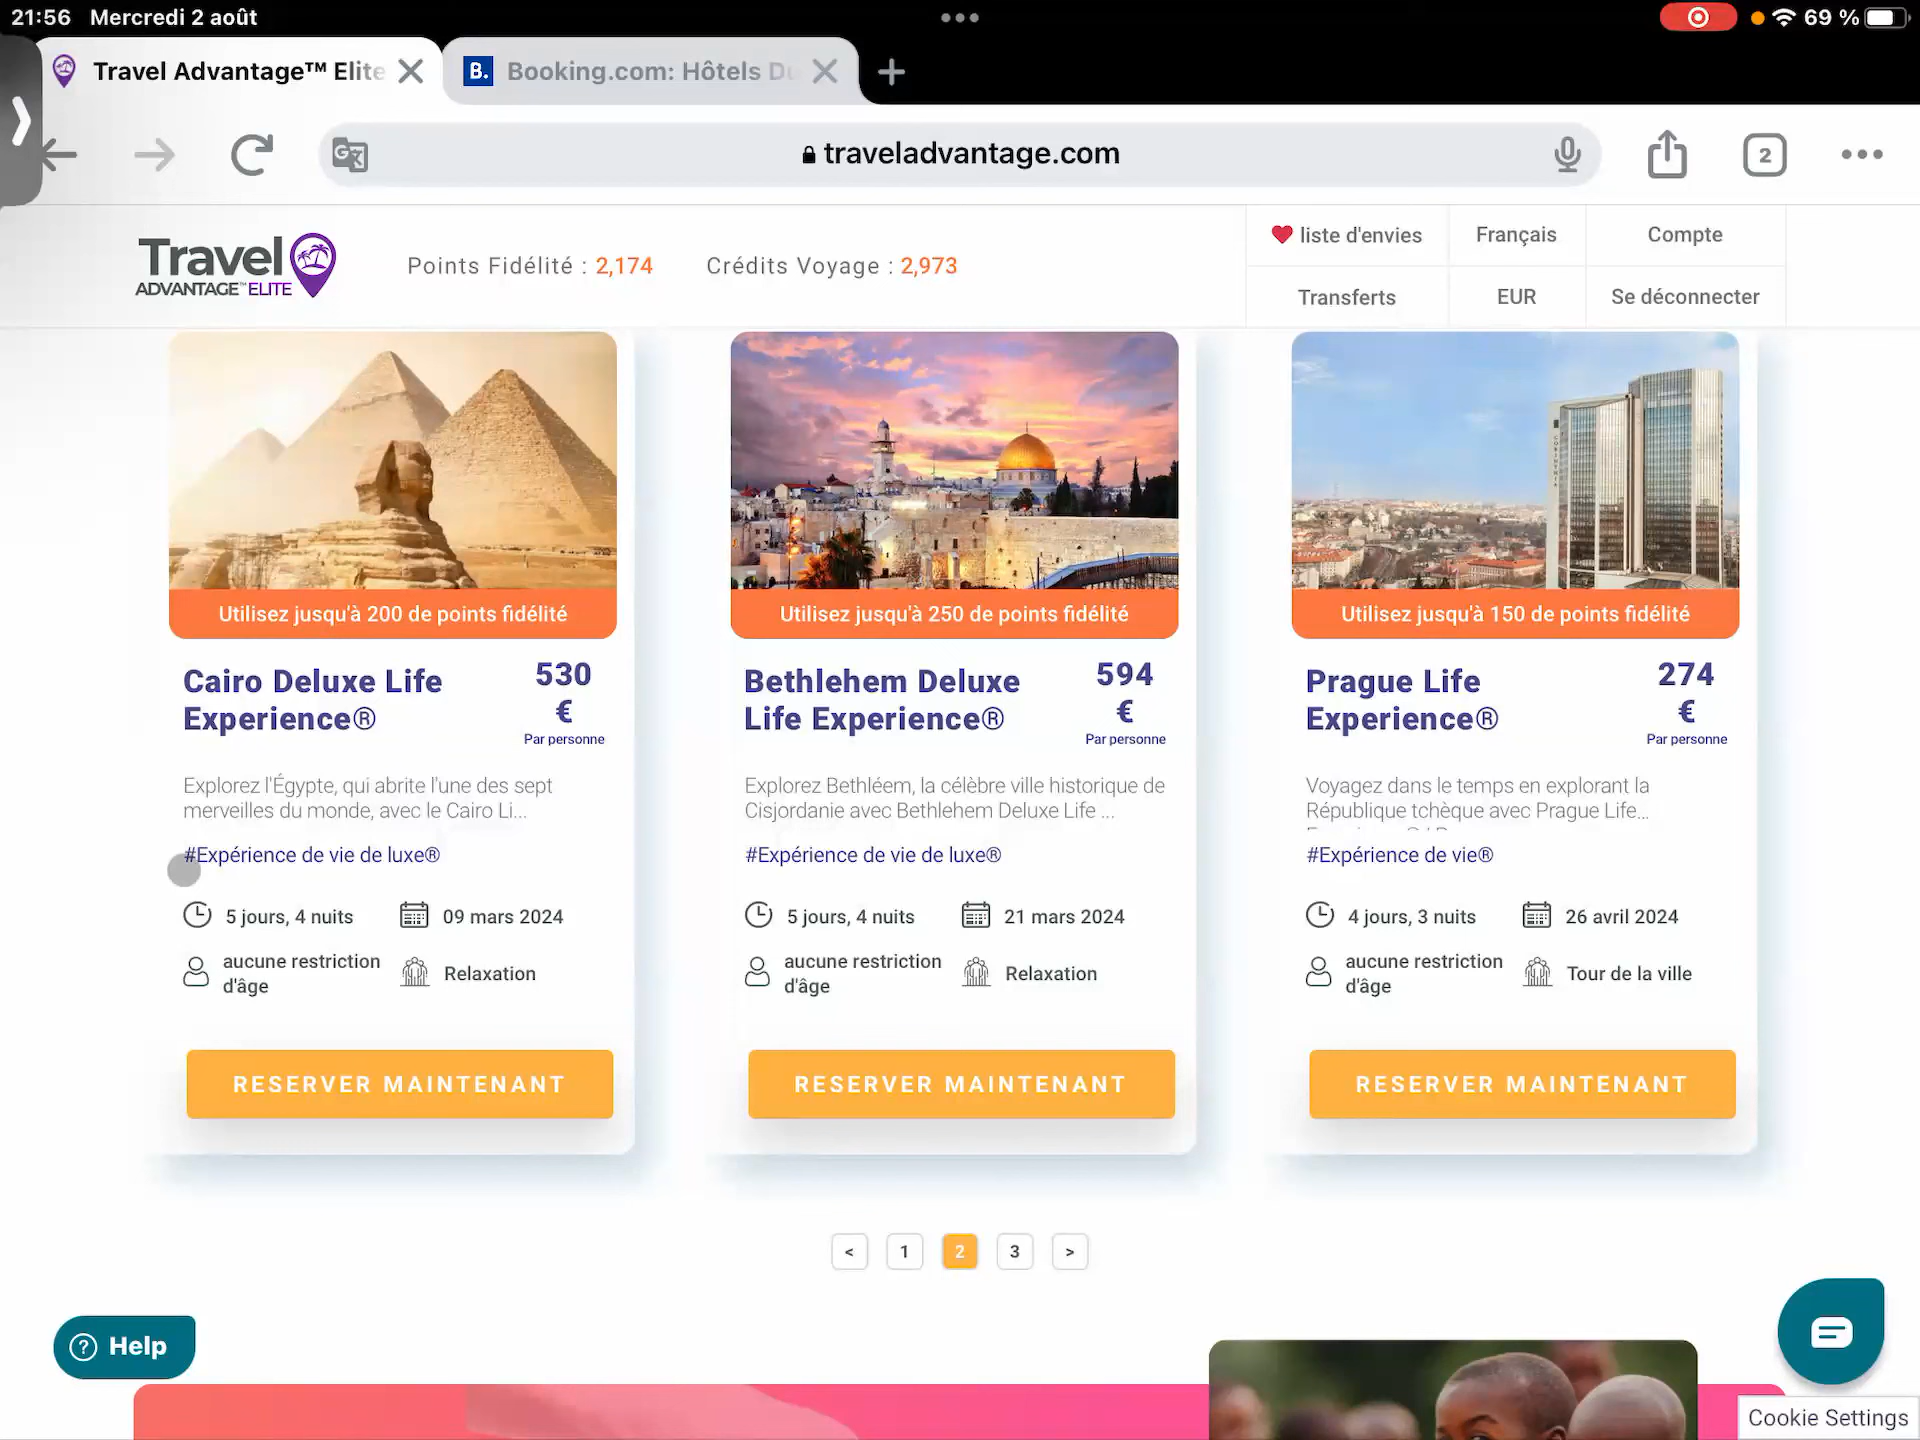 21:56 Mercredi 2 août
69 %
Travel Advantage™ Elite
B. Booking.com: Hôtels Du
traveladvantage.com
2
Travel
ADVANTAGE™ ELITE
Points Fidélité : 2,174
Crédits Voyage : 2,973
liste d'envies
Français
Compte
Transferts
EUR
Se déconnecter
Utilisez jusqu'à 200 de points fidélité
Cairo Deluxe Life
Experience®
530
€
Par personne
Explorez l'Égypte, qui abrite l'une des sept
merveilles du monde, avec le Cairo Li...
#Expérience de vie de luxe®
5 jours, 4 nuits
09 mars 2024
aucune restriction
d'âge
Relaxation
RESERVER MAINTENANT
Utilisez jusqu'à 250 de points fidélité
Bethlehem Deluxe
Life Experience®
594
€
Par personne
Explorez Bethléem, la célèbre ville historique de
Cisjordanie avec Bethlehem Deluxe Life ...
#Expérience de vie de luxe®
5 jours, 4 nuits
21 mars 2024
aucune restriction
d'âge
Relaxation
RESERVER MAINTENANT
Utilisez jusqu'à 150 de points fidélité
Prague Life
Experience®
274
€
Par personne
Voyagez dans le temps en explorant la
République tchèque avec Prague Life...
#Expérience de vie®
4 jours, 3 nuits
26 avril 2024
aucune restriction
d'âge
Tour de la ville
RESERVER MAINTENANT
< 1 2 3 >
? Help
Cookie Settings